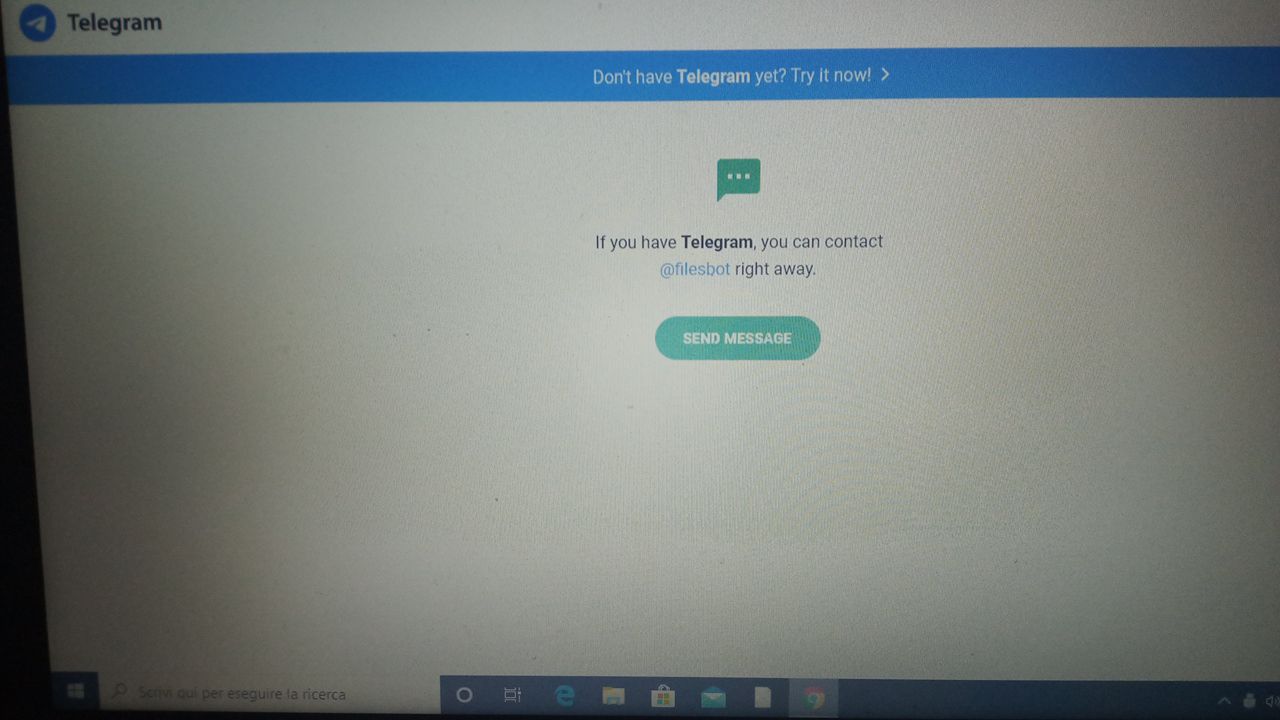 Telegram
Don't have Telegram yet? Try it now!
If you have Telegram, you can contact
@filesbot right away.
SEND MESSAGE
Scrivi qui per eseguire la ricerca